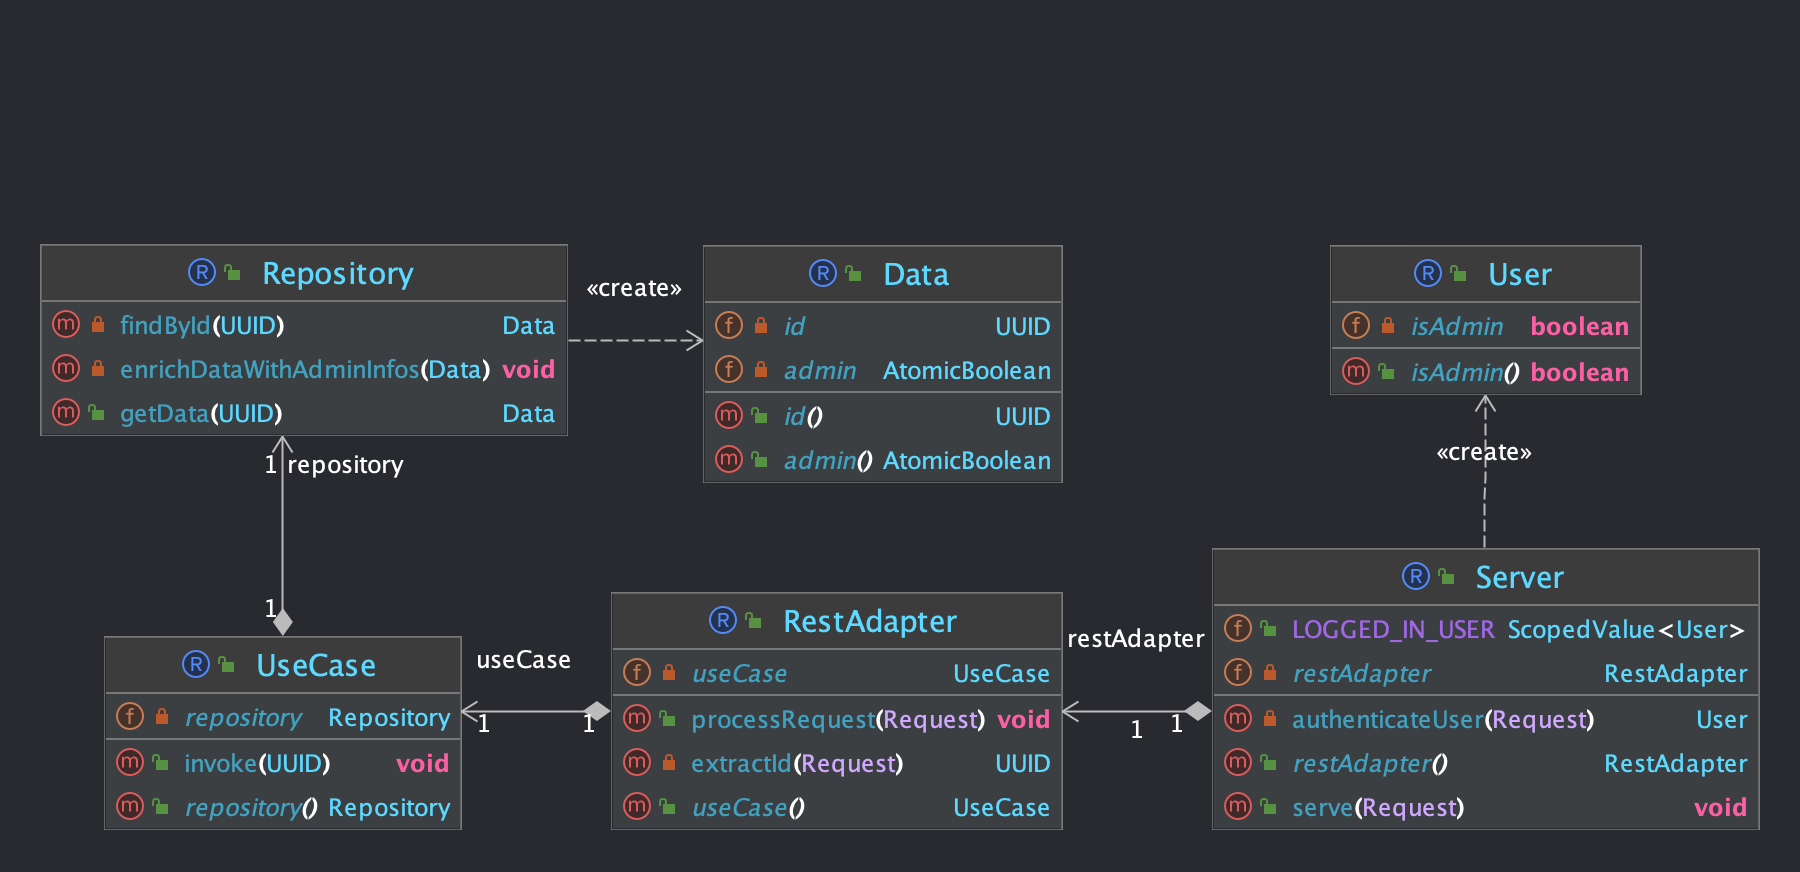 R Repository
m findById(UUID) Data
m enrichDataWithAdminInfos(Data) void
m getData(UUID) Data
«create»
R Data
f id UUID
f admin AtomicBoolean
m id() UUID
m admin() AtomicBoolean
R User
f isAdmin boolean
m isAdmin() boolean
1 repository
1
«create»
R UseCase
f repository Repository
m invoke(UUID) void
m repository() Repository
useCase
1 1
R RestAdapter
f useCase UseCase
m processRequest(Request) void
m extractId(Request) UUID
m useCase() UseCase
restAdapter
1 1
R Server
f LOGGED_IN_USER ScopedValue<User>
f restAdapter RestAdapter
m authenticateUser(Request) User
m restAdapter() RestAdapter
m serve(Request) void